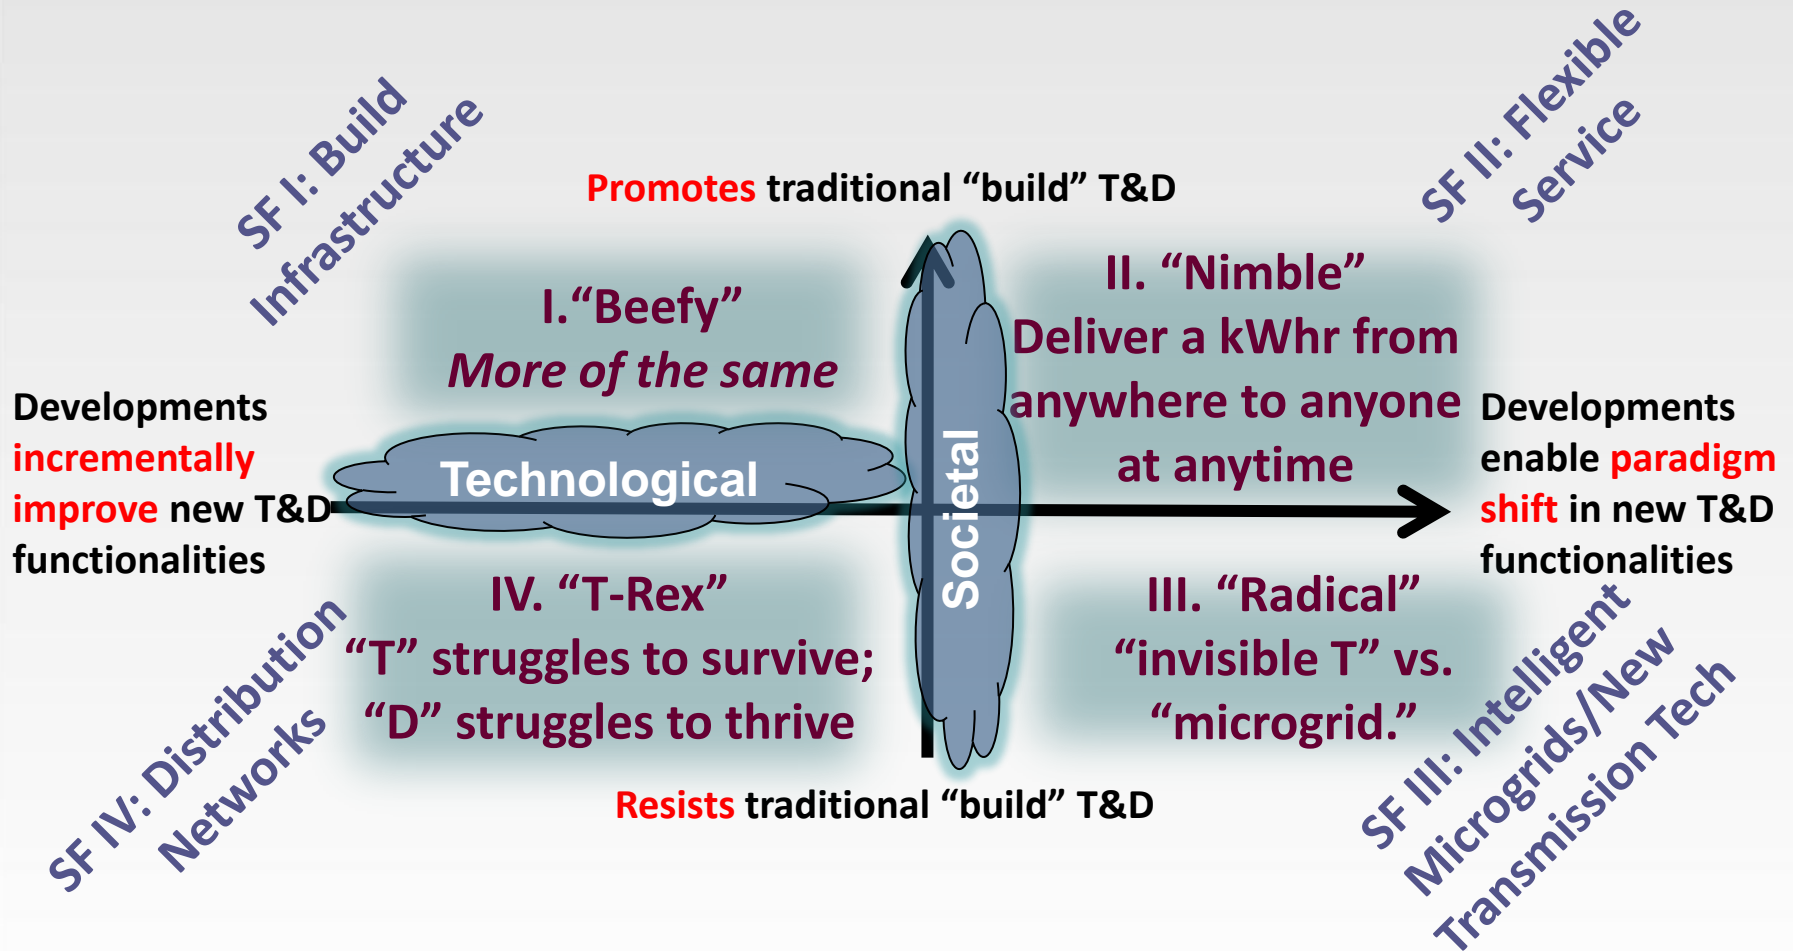 SF I: Build
Infrastructure
SF II: Flexible
Service
Promotes traditional “build” T&D
I.“Beefy”
More of the same
II. “Nimble”
Deliver a kWhr from
anywhere to anyone
at anytime
Developments
incrementally
improve new T&D
functionalities
Technological
Societal
Developments
enable paradigm
shift in new T&D
functionalities
IV. “T-Rex”
“T” struggles to survive;
“D” struggles to thrive
III. “Radical”
“invisible T” vs.
“microgrid.”
Resists traditional “build” T&D
SF IV: Distribution
Networks
SF III: Intelligent
Microgrids/New
Transmission Tech